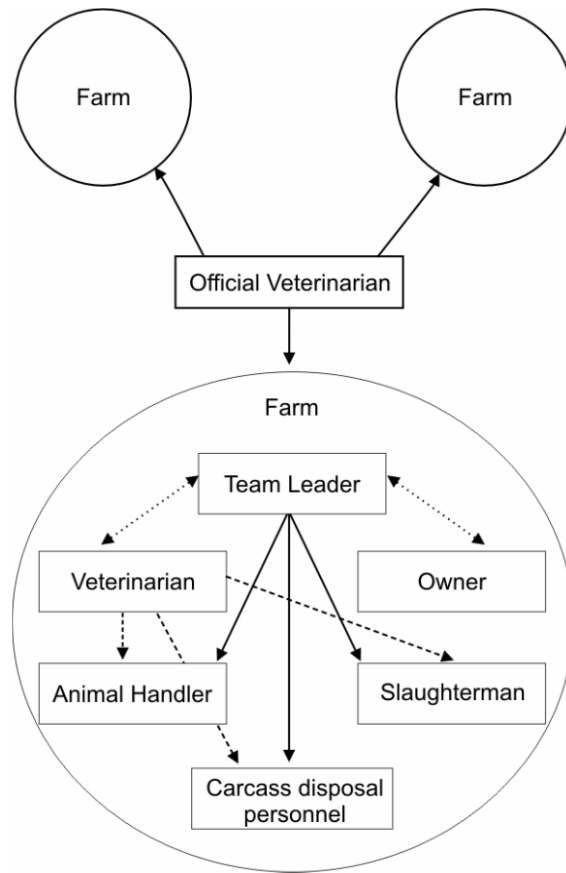 Farm
Farm
Official Veterinarian
Farm
Team Leader
Veterinarian
Owner
Animal Handler
Slaughterman
Carcass disposal
personnel